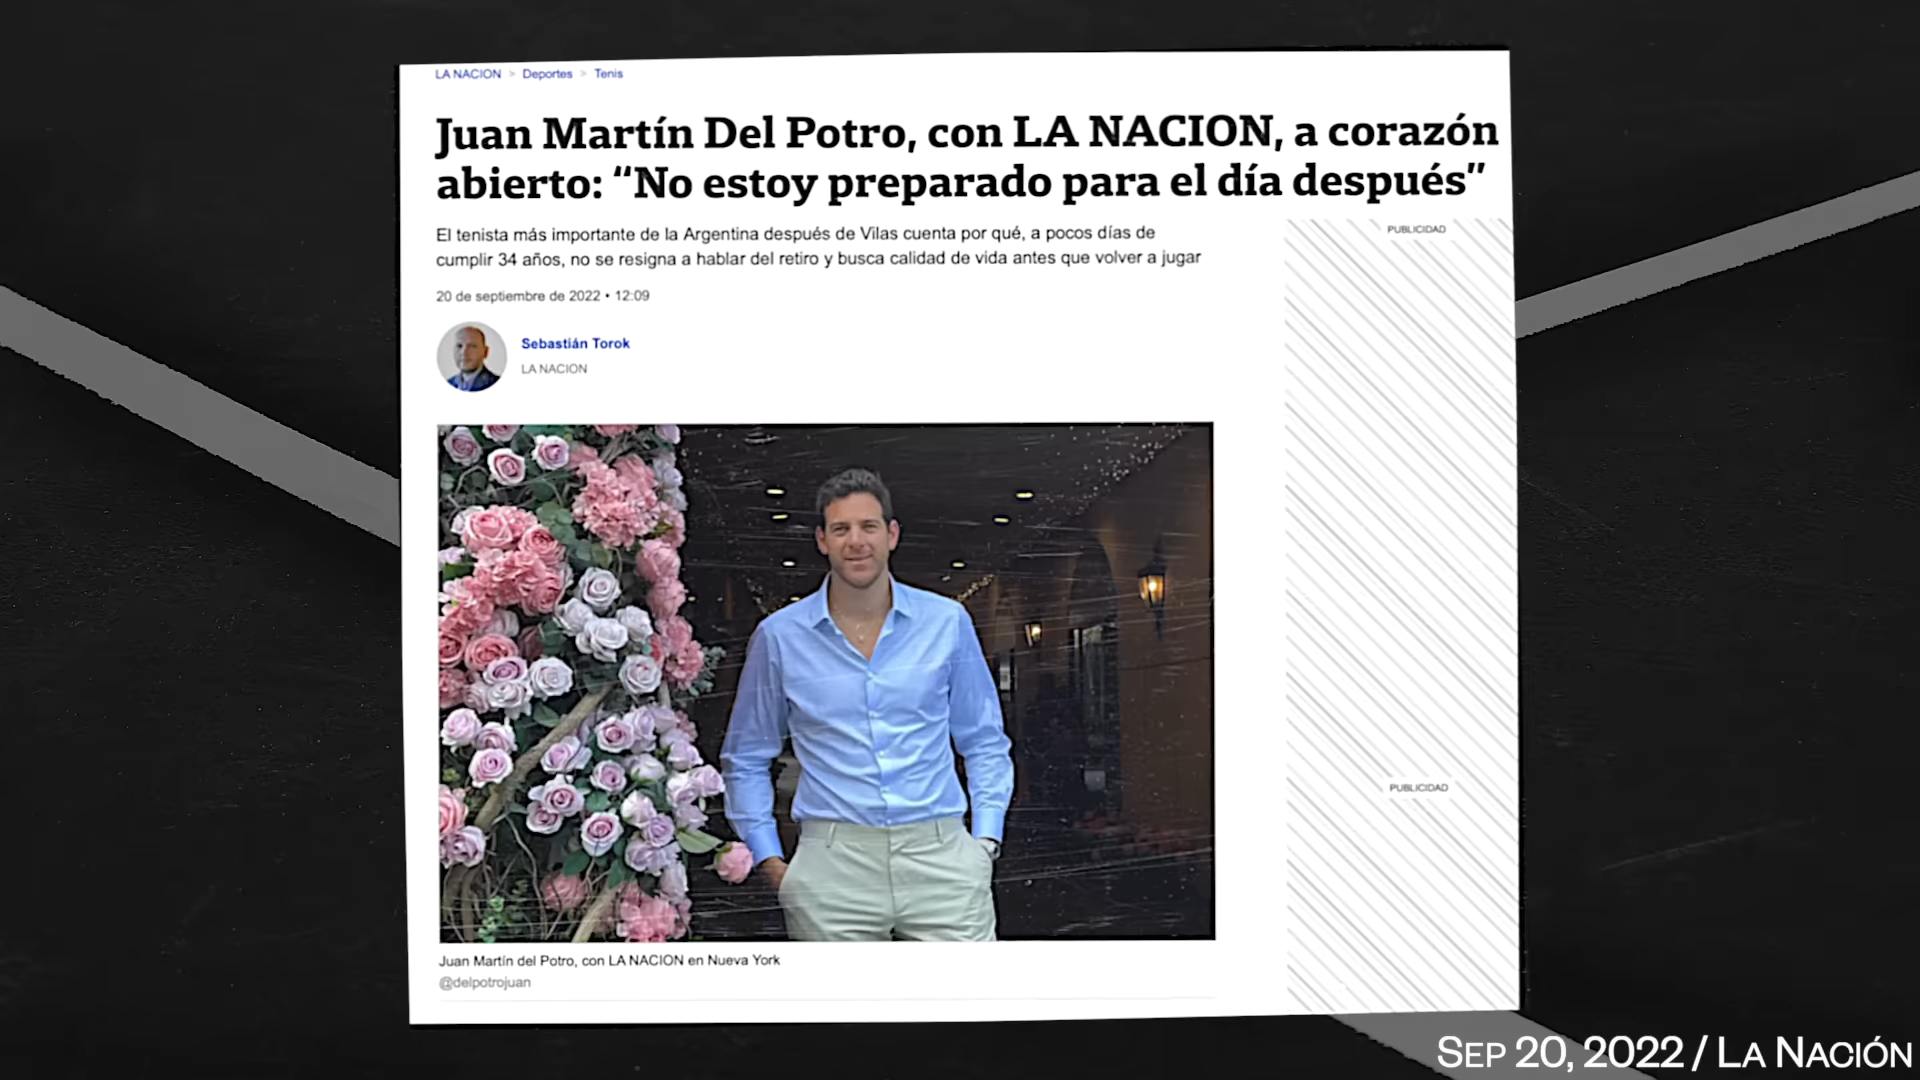 LA NACION > Deportes > Tenis
Juan Martín Del Potro, con LA NACION, a corazón
abierto: “No estoy preparado para el día después”
El tenista más importante de la Argentina después de Vilas cuenta por qué, a pocos días de
cumplir 34 años, no se resigna a hablar del retiro y busca calidad de vida antes que volver a jugar
PUBLICIDAD
20 de septiembre de 2022 • 12:09
Sebastián Torok
LA NACION
PUBLICIDAD
Juan Martín del Potro, con LA NACION en Nueva York
@delpotrojuan
SEP 20, 2022 / LA NACIÓN